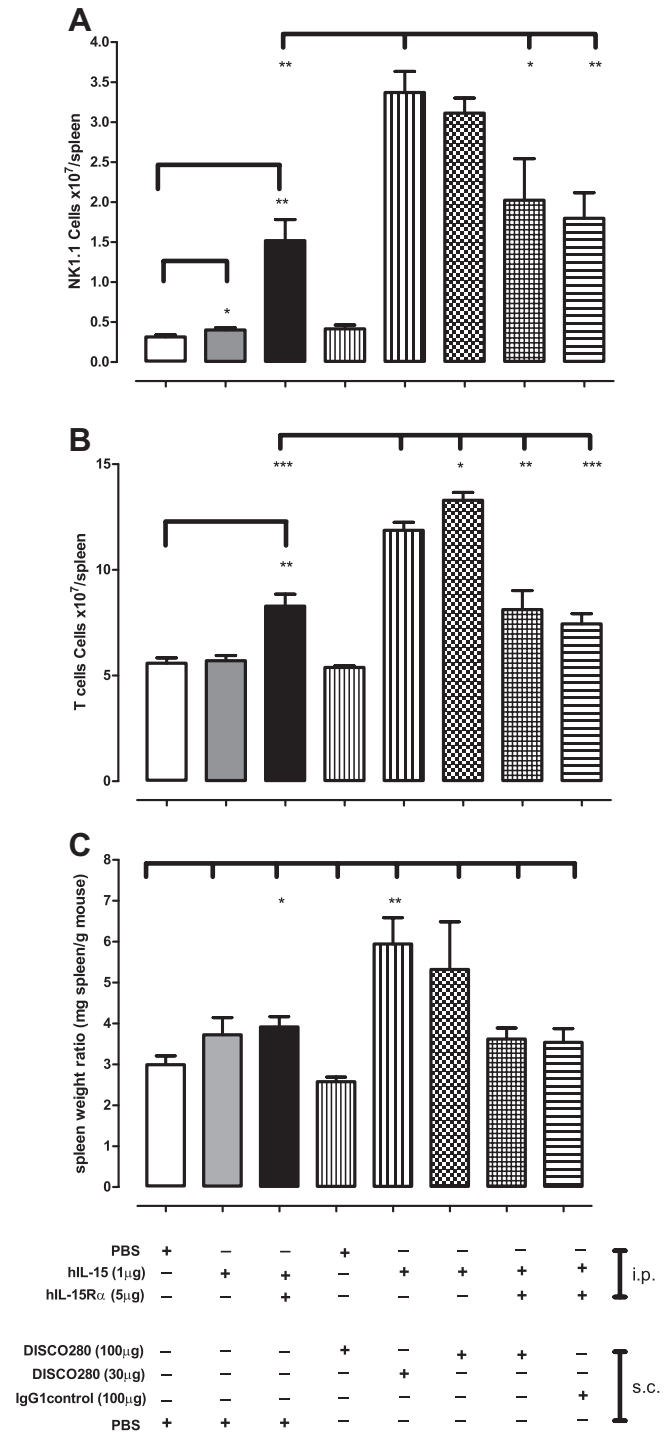 A
NK1.1 Cells x10⁷/spleen
4.0
3.5
3.0
2.5
2.0
1.5
1.0
0.5
0.0
** * **
**
*
B
T cells Cells x10⁷/spleen
15
10
5
0
*** * ** ***
**
C
spleen weight ratio (mg spleen/g mouse)
8
7
6
5
4
3
2
1
0
* **
PBS + – – + – – – –
hIL-15 (1µg) – + + – + + + +
hIL-15Rα (5µg) – – + – – – + +
i.p.
DISCO280 (100µg) – – – + – + + –
DISCO280 (30µg) – – – – + – – –
IgG1control (100µg) – – – – – – – +
PBS + + + – – – – –
s.c.